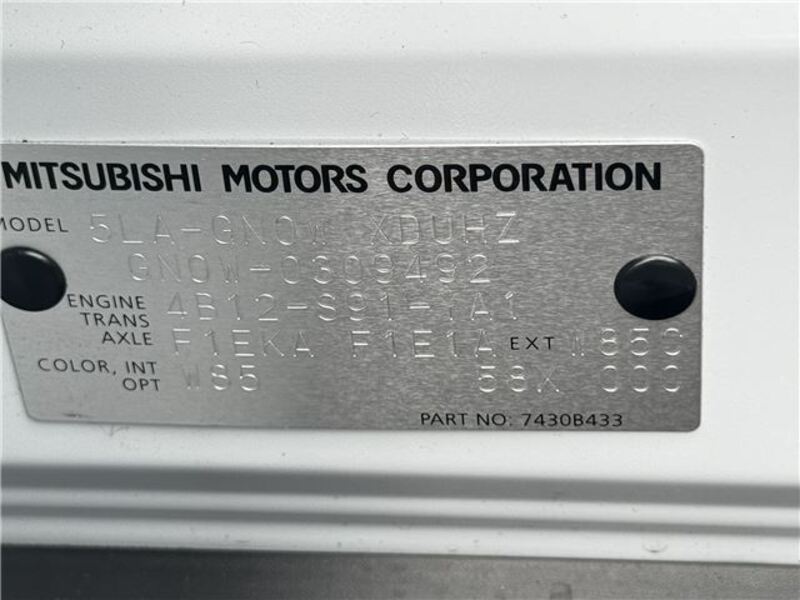 MITSUBISHI MOTORS CORPORATION
MODEL 5LA-GN0W XDUHZ
GN0W-0309492
ENGINE 4B12-S91-YA1
TRANS
AXLE F1EKA F1E1A EXT W85C
COLOR, INT
OPT W85 58X 000
PART NO: 7430B433